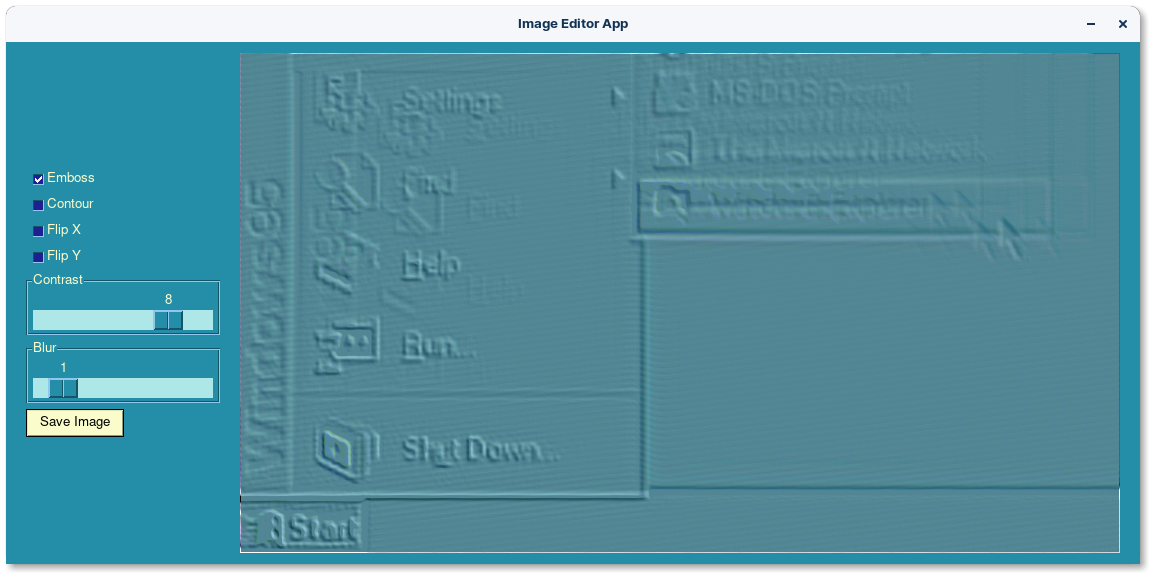 Image Editor App
Emboss
Contour
Flip X
Flip Y
Contrast
8
Blur
1
Save Image
Windows95
Settings
Find
Help
Run...
Shut Down...
Start
MS-DOS Prompt
The Microsoft Network
Windows Explorer